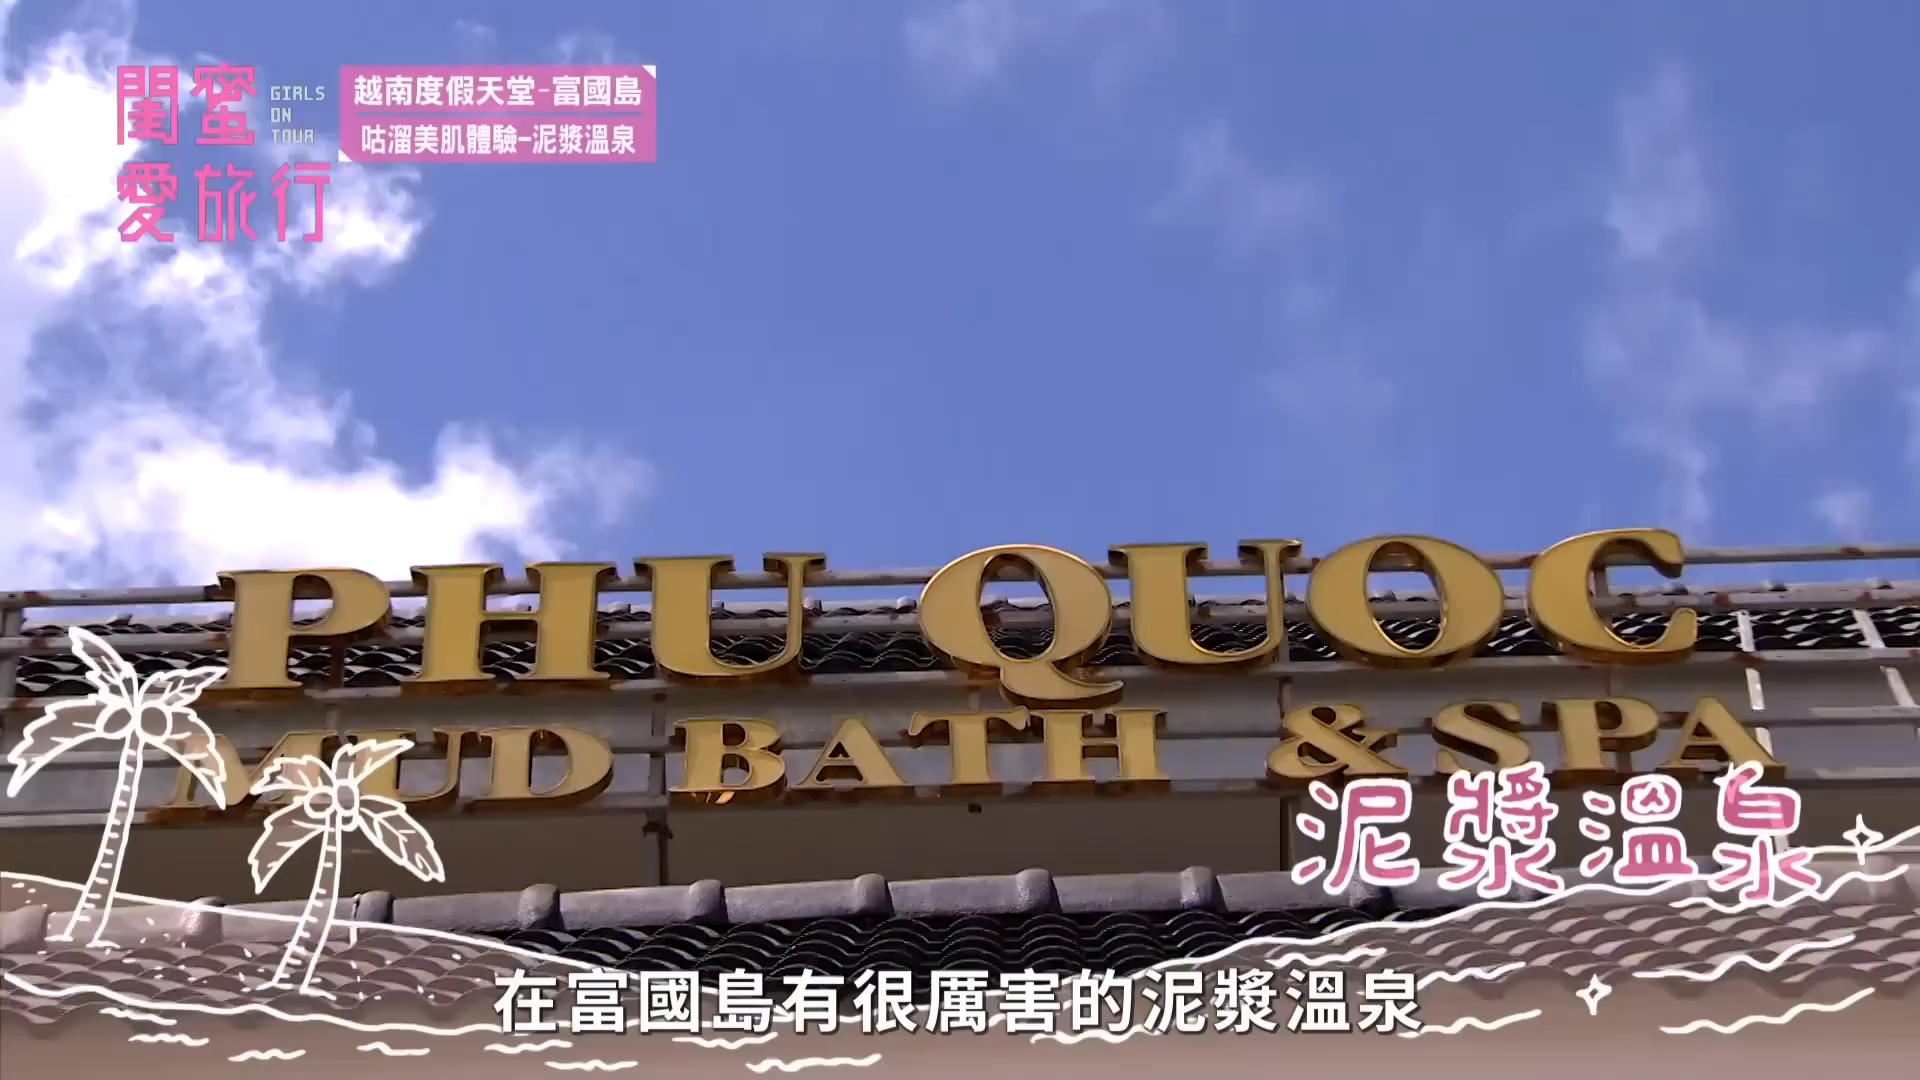 閨蜜
愛旅行
GIRLS
ON
TOUR
越南度假天堂-富國島
咕溜美肌體驗-泥漿溫泉
PHU QUOC
MUD BATH & SPA
泥漿溫泉
在富國島有很厲害的泥漿溫泉